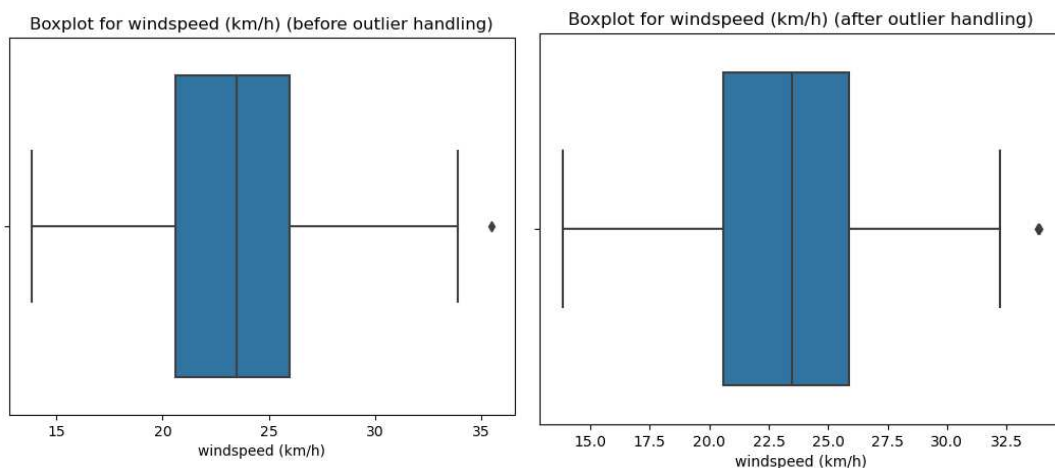 Boxplot for windspeed (km/h) (before outlier handling)
15 20 25 30 35
windspeed (km/h)
Boxplot for windspeed (km/h) (after outlier handling)
15.0 17.5 20.0 22.5 25.0 27.5 30.0 32.5
windspeed (km/h)